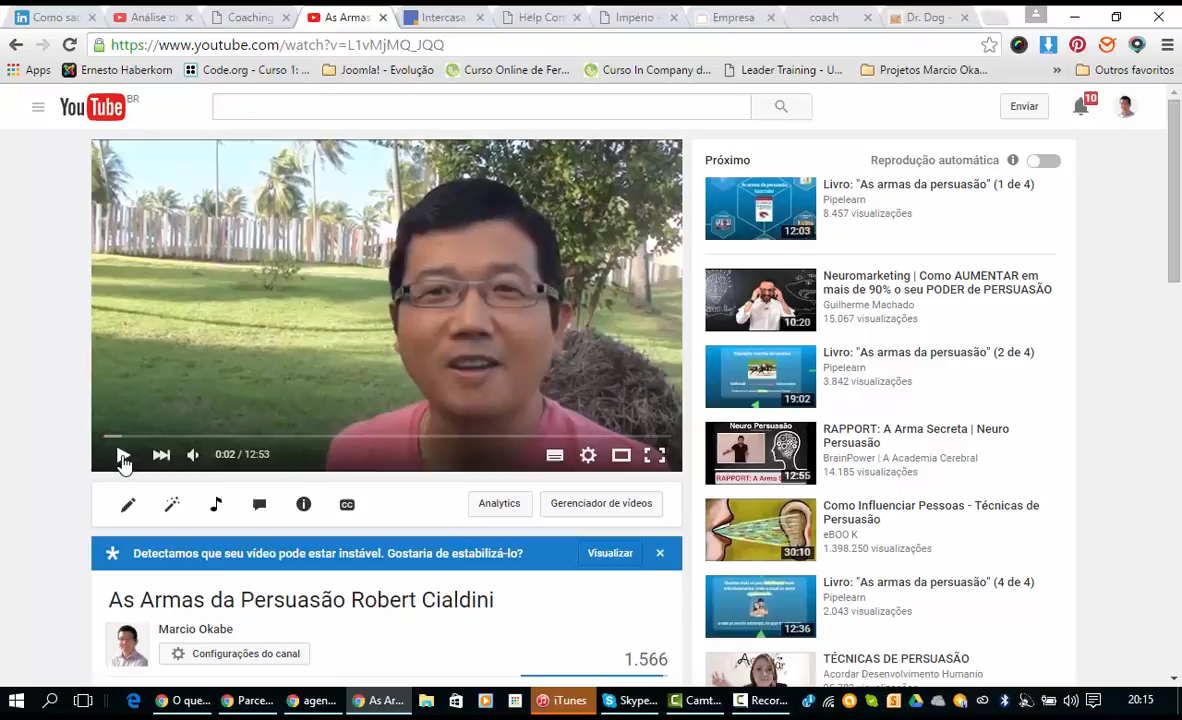 Como sac
Análise d
Coaching
As Armas
Intercasa
Help Com
Império -
Empresa
coach
Dr. Dog -
https://www.youtube.com/watch?v=L1vMjMQ_JQQ
Apps
Ernesto Haberkorn
Code.org - Curso 1: ...
Joomla! - Evolução
Curso Online de Fer...
Curso In Company d...
Leader Training - U...
Projetos Marcio Oka...
»
Outros favoritos
YouTube BR
Enviar
10
Próximo
Reprodução automática
Livro: "As armas da persuasão" (1 de 4)
Pipelearn
8.457 visualizações
12:03
Neuromarketing | Como AUMENTAR em
mais de 90% o seu PODER de PERSUASÃO
Guilherme Machado
15.067 visualizações
10:20
Livro: "As armas da persuasão" (2 de 4)
Pipelearn
3.842 visualizações
19:02
RAPPORT: A Arma Secreta | Neuro
Persuasão
BrainPower | A Academia Cerebral
14.185 visualizações
Neuro Persuasão
RAPPORT: A Arma S
12:55
Como Influenciar Pessoas - Técnicas de
Persuasão
eBOO K
1.398.250 visualizações
30:10
Livro: "As armas da persuasão" (4 de 4)
Pipelearn
2.043 visualizações
12:36
TÉCNICAS DE PERSUASÃO
Acordar Desenvolvimento Humano
0:02 / 12:53
CC
Analytics
Gerenciador de vídeos
Detectamos que seu vídeo pode estar instável. Gostaria de estabilizá-lo?
Visualizar
As Armas da Persuasão Robert Cialdini
Marcio Okabe
Configurações do canal
1.566
O que...
Parce...
agen...
As Ar...
iTunes
Skype...
Camt...
Recor...
20:15